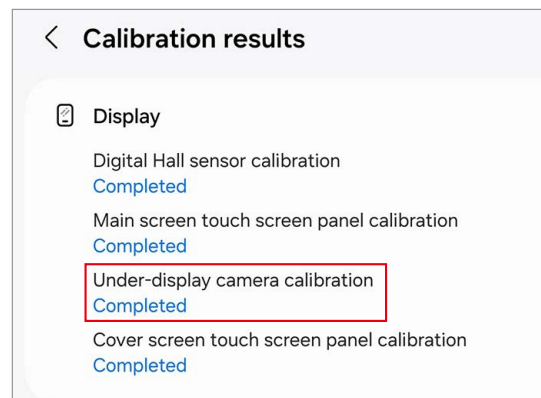 Calibration results
Display
Digital Hall sensor calibration
Completed
Main screen touch screen panel calibration
Completed
Under-display camera calibration
Completed
Cover screen touch screen panel calibration
Completed